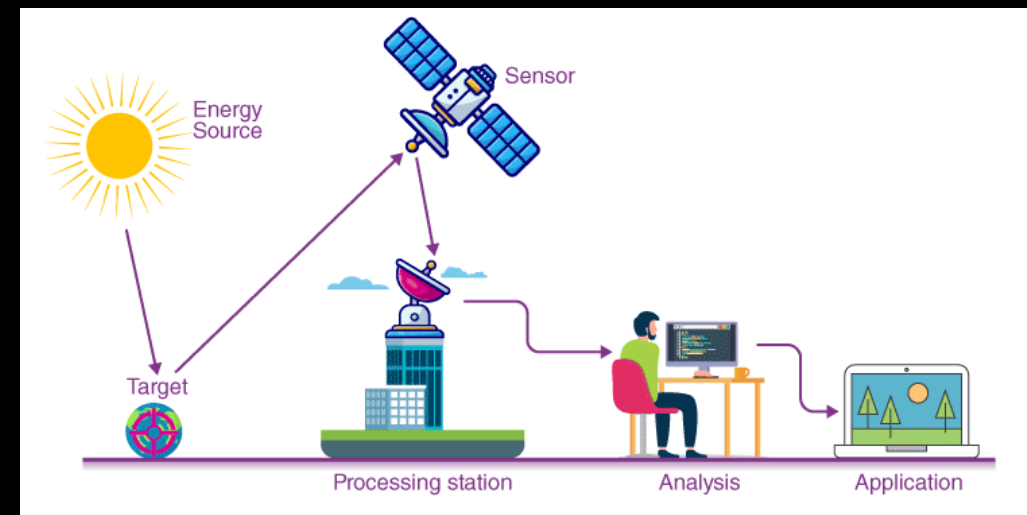 Energy
Source
Sensor
Target
Processing station
Analysis
Application